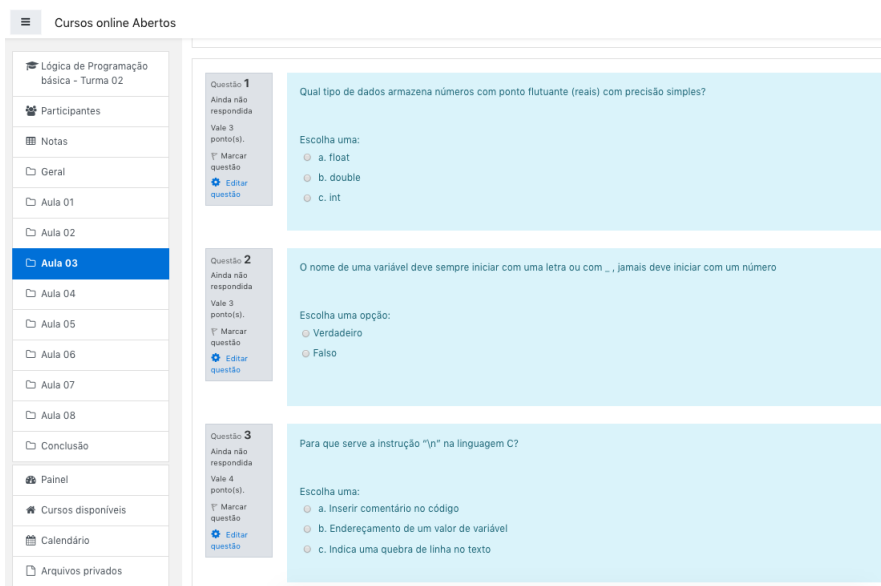 Cursos online Abertos
Lógica de Programação
básica - Turma 02
Participantes
Notas
Geral
Aula 01
Aula 02
Aula 03
Aula 04
Aula 05
Aula 06
Aula 07
Aula 08
Conclusão
Painel
Cursos disponíveis
Calendário
Arquivos privados
Questão 1
Ainda não
respondida
Vale 3
ponto(s).
Marcar
questão
Editar
questão
Qual tipo de dados armazena números com ponto flutuante (reais) com precisão simples?
Escolha uma:
a. float
b. double
c. int
Questão 2
Ainda não
respondida
Vale 3
ponto(s).
Marcar
questão
Editar
questão
O nome de uma variável deve sempre iniciar com uma letra ou com _ , jamais deve iniciar com um número
Escolha uma opção:
Verdadeiro
Falso
Questão 3
Ainda não
respondida
Vale 4
ponto(s).
Marcar
questão
Editar
questão
Para que serve a instrução “\n” na linguagem C?
Escolha uma:
a. Inserir comentário no código
b. Endereçamento de um valor de variável
c. Indica uma quebra de linha no texto